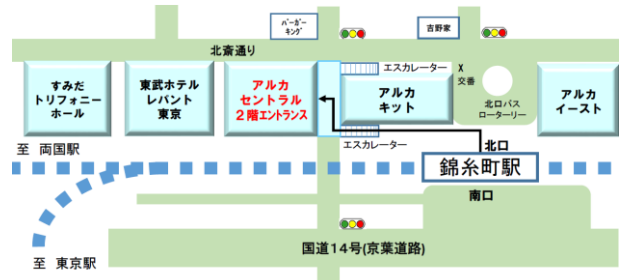 バーガー
キング
吉野家
北斎通り
エスカレーター
X
交番
すみだ
トリフォニー
ホール
東武ホテル
レバント
東京
アルカ
セントラル
2階エントランス
アルカ
キット
北口バス
ローターリー
アルカ
イースト
エスカレーター
北口
至 両国駅
錦糸町駅
南口
国道14号(京葉道路)
至 東京駅